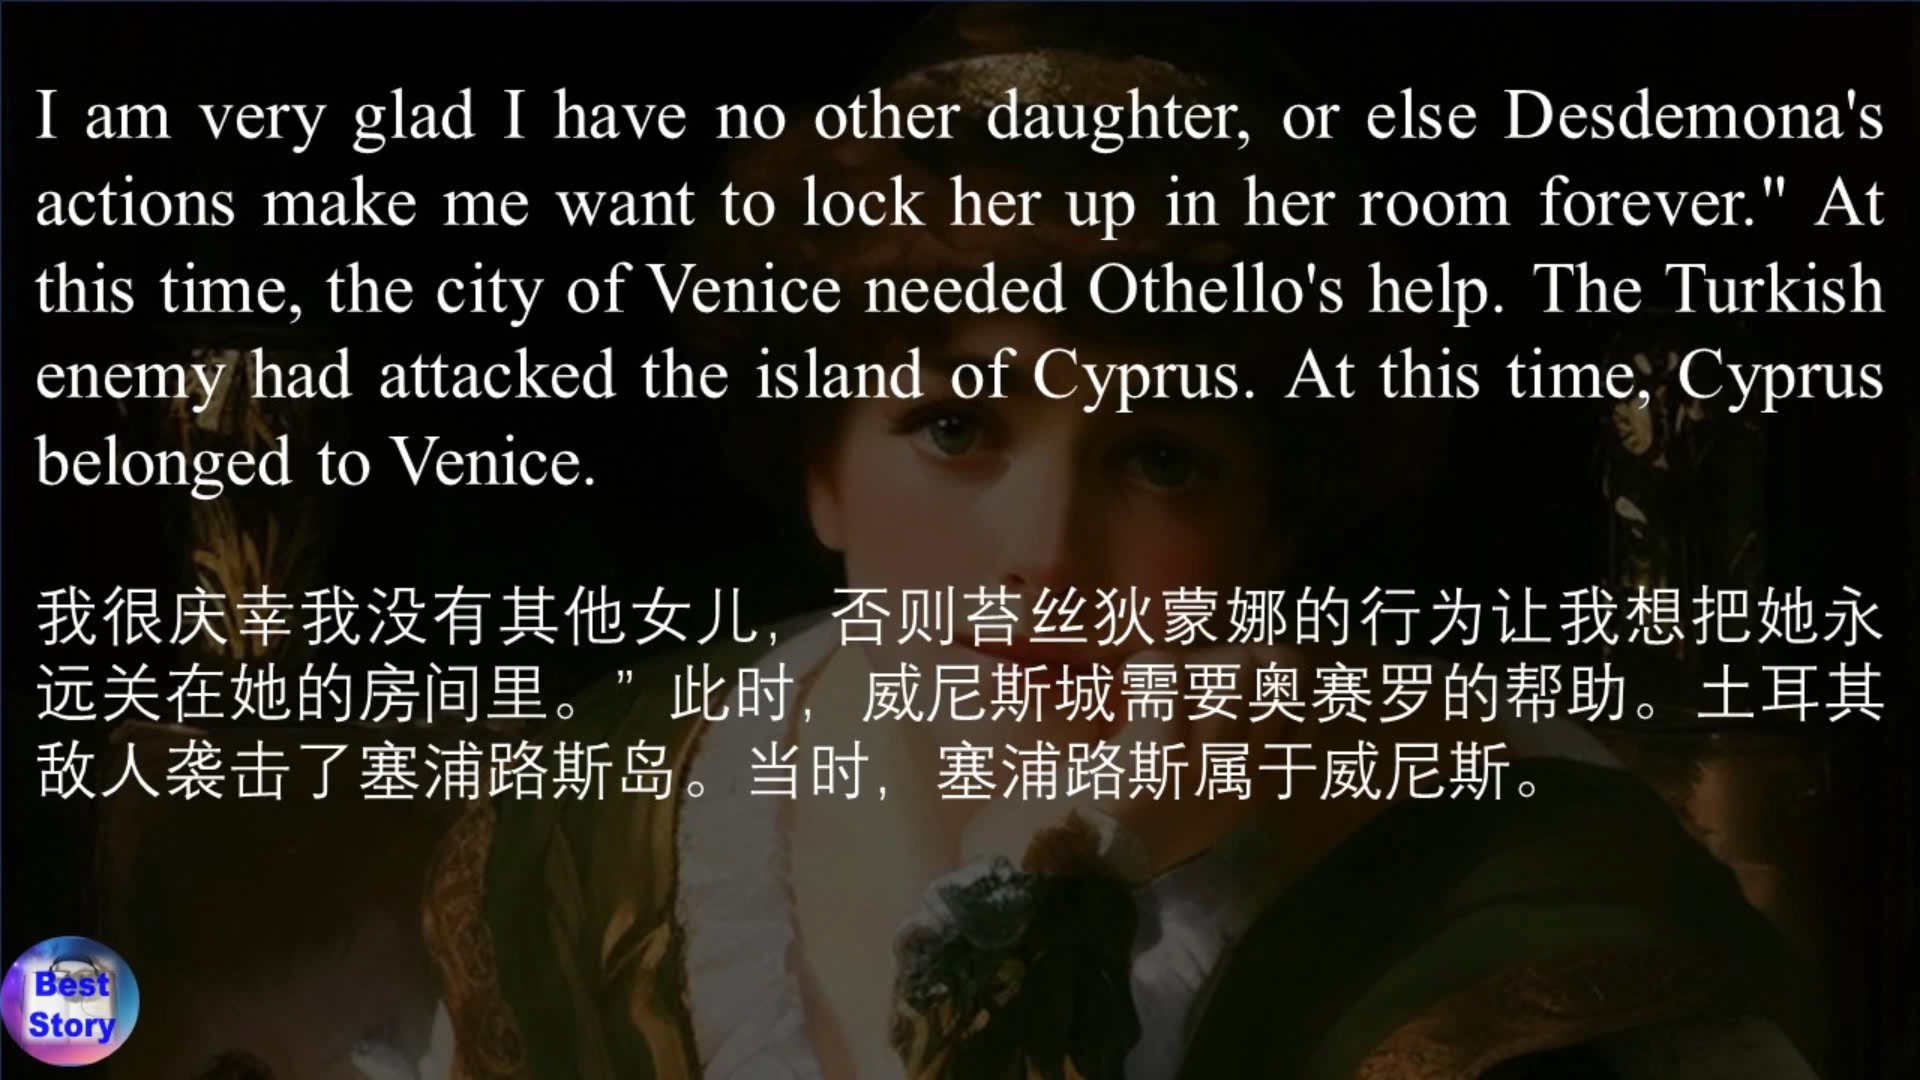 I am very glad I have no other daughter, or else Desdemona's
actions make me want to lock her up in her room forever." At
this time, the city of Venice needed Othello's help. The Turkish
enemy had attacked the island of Cyprus. At this time, Cyprus
belonged to Venice.
我很庆幸我没有其他女儿，否则苔丝狄蒙娜的行为让我想把她永
远关在她的房间里。”此时，威尼斯城需要奥赛罗的帮助。土耳其
敌人袭击了塞浦路斯岛。当时，塞浦路斯属于威尼斯。
Best
Story